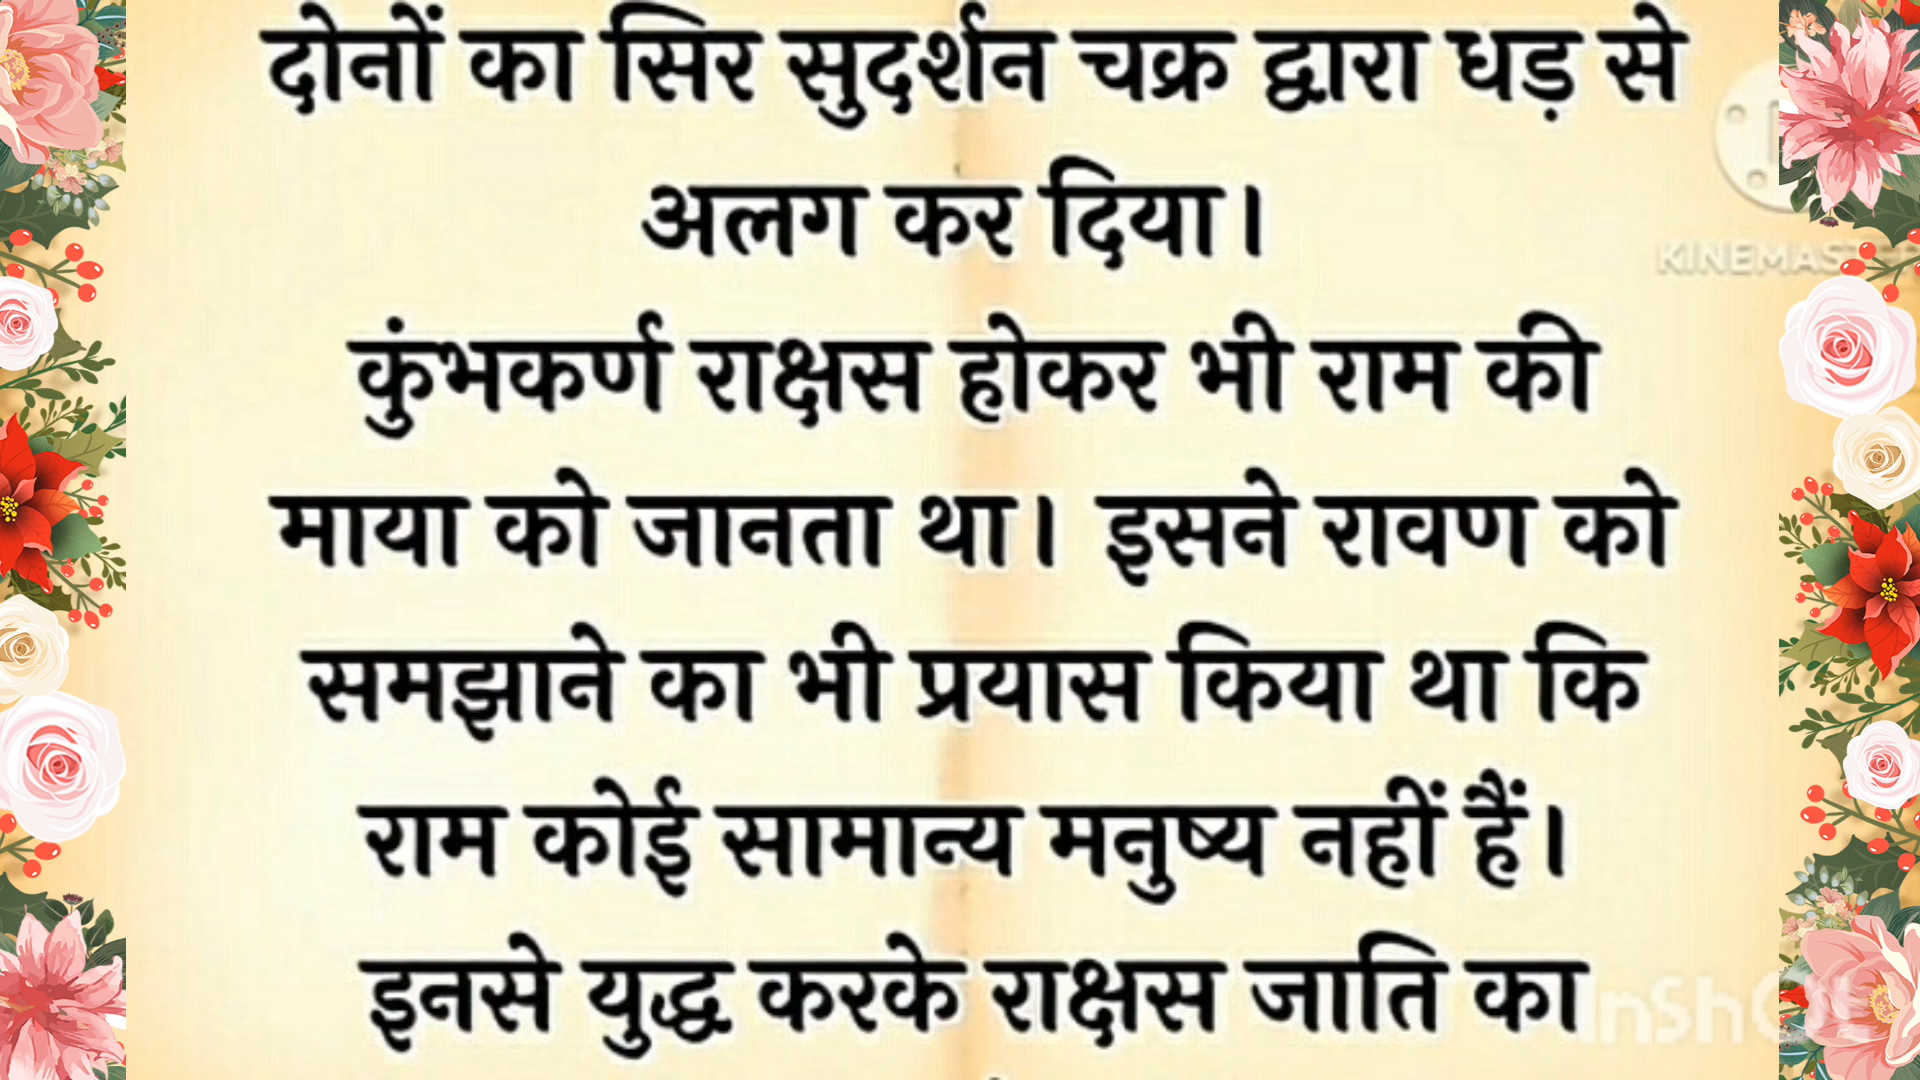 दोनों का सिर सुदर्शन चक्र द्वारा धड़ से
अलग कर दिया।
KINEMASTER
कुंभकर्ण राक्षस होकर भी राम की
माया को जानता था। इसने रावण को
समझाने का भी प्रयास किया था कि
राम कोई सामान्य मनुष्य नहीं हैं।
इनसे युद्ध करके राक्षस जाति का
InShOt